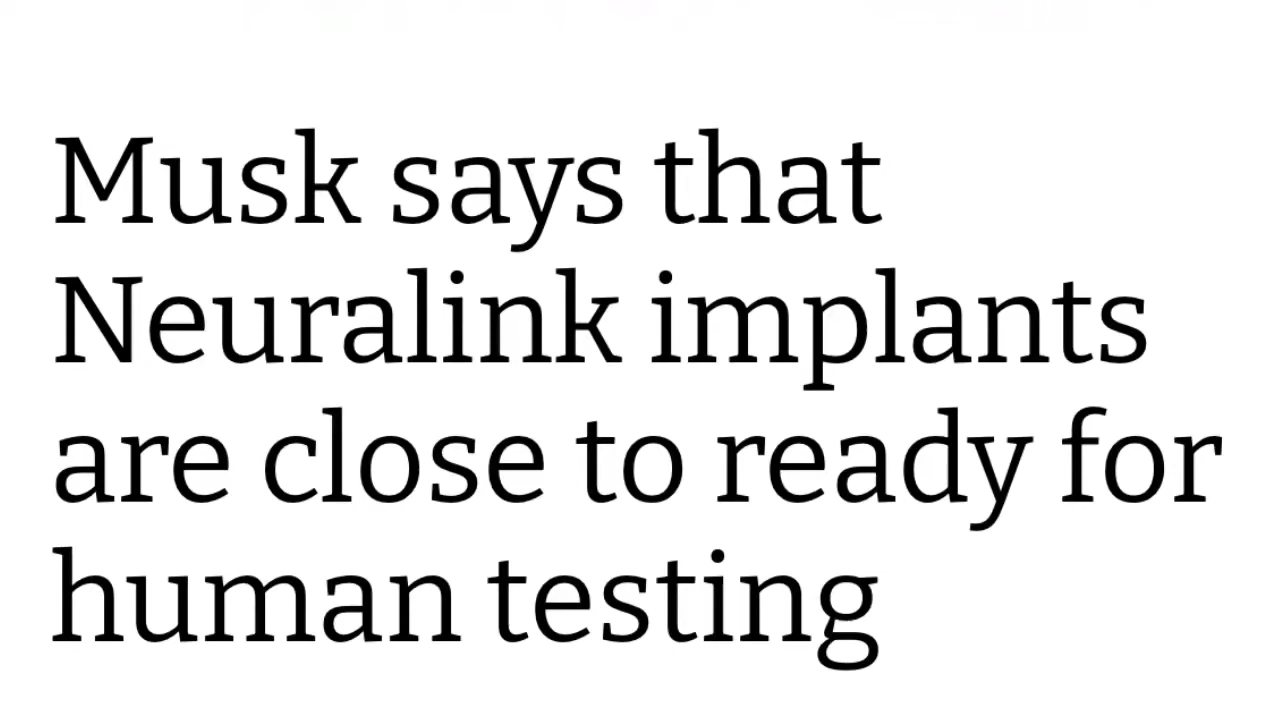 Musk says that
Neuralink implants
are close to ready for
human testing